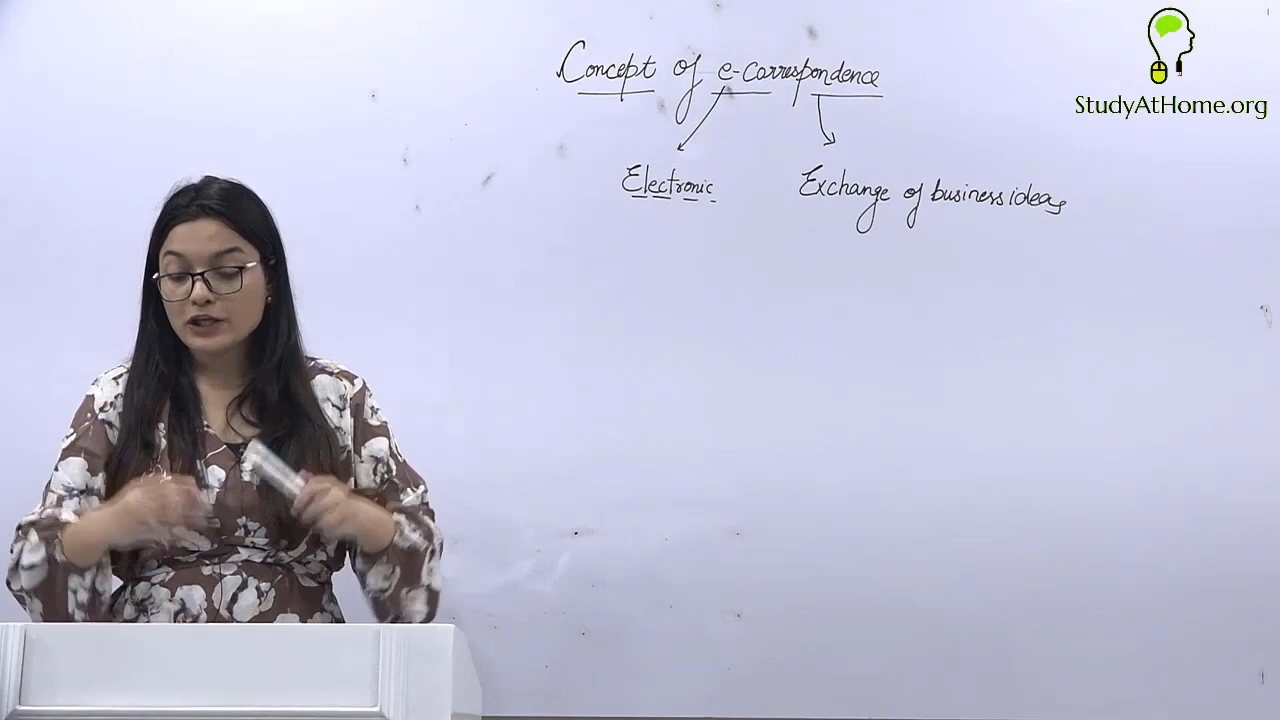 Concept of e-correspondence
StudyAtHome.org
Electronic
Exchange of business ideas